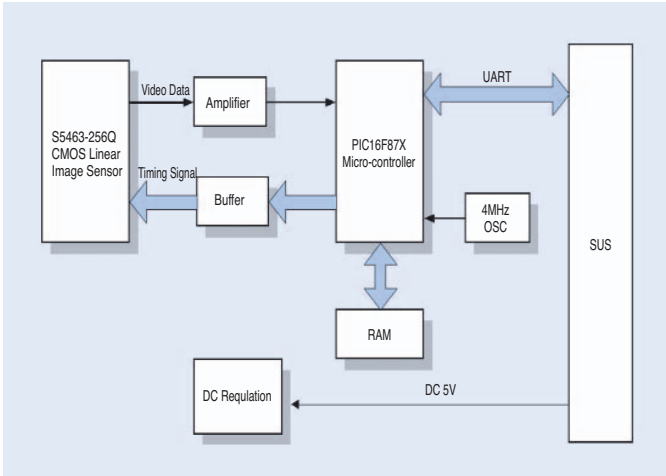 Video Data
Amplifier
S5463-256Q
CMOS Linear
Image Sensor
PIC16F87X
Micro-controller
UART
Timing Signal
Buffer
4MHz
OSC
SUS
RAM
DC Requlation
DC 5V